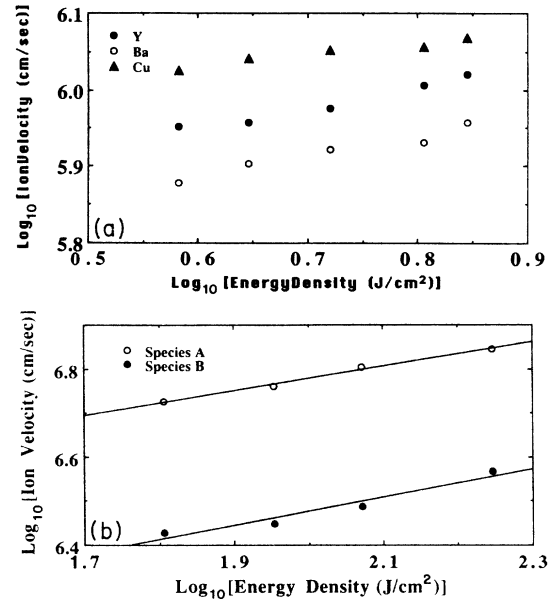 6.1
● Y
○ Ba
▲ Cu
6.0
5.9
5.8
Log10 [IonVelocity (cm/sec)]
(a)
0.5 0.6 0.7 0.8 0.9
Log10 [EnergyDensity (J/cm2)]
○ Species A
● Species B
6.8
6.6
6.4
Log10[Ion Velocity (cm/sec)]
(b)
1.7 1.9 2.1 2.3
Log10[Energy Density (J/cm2)]